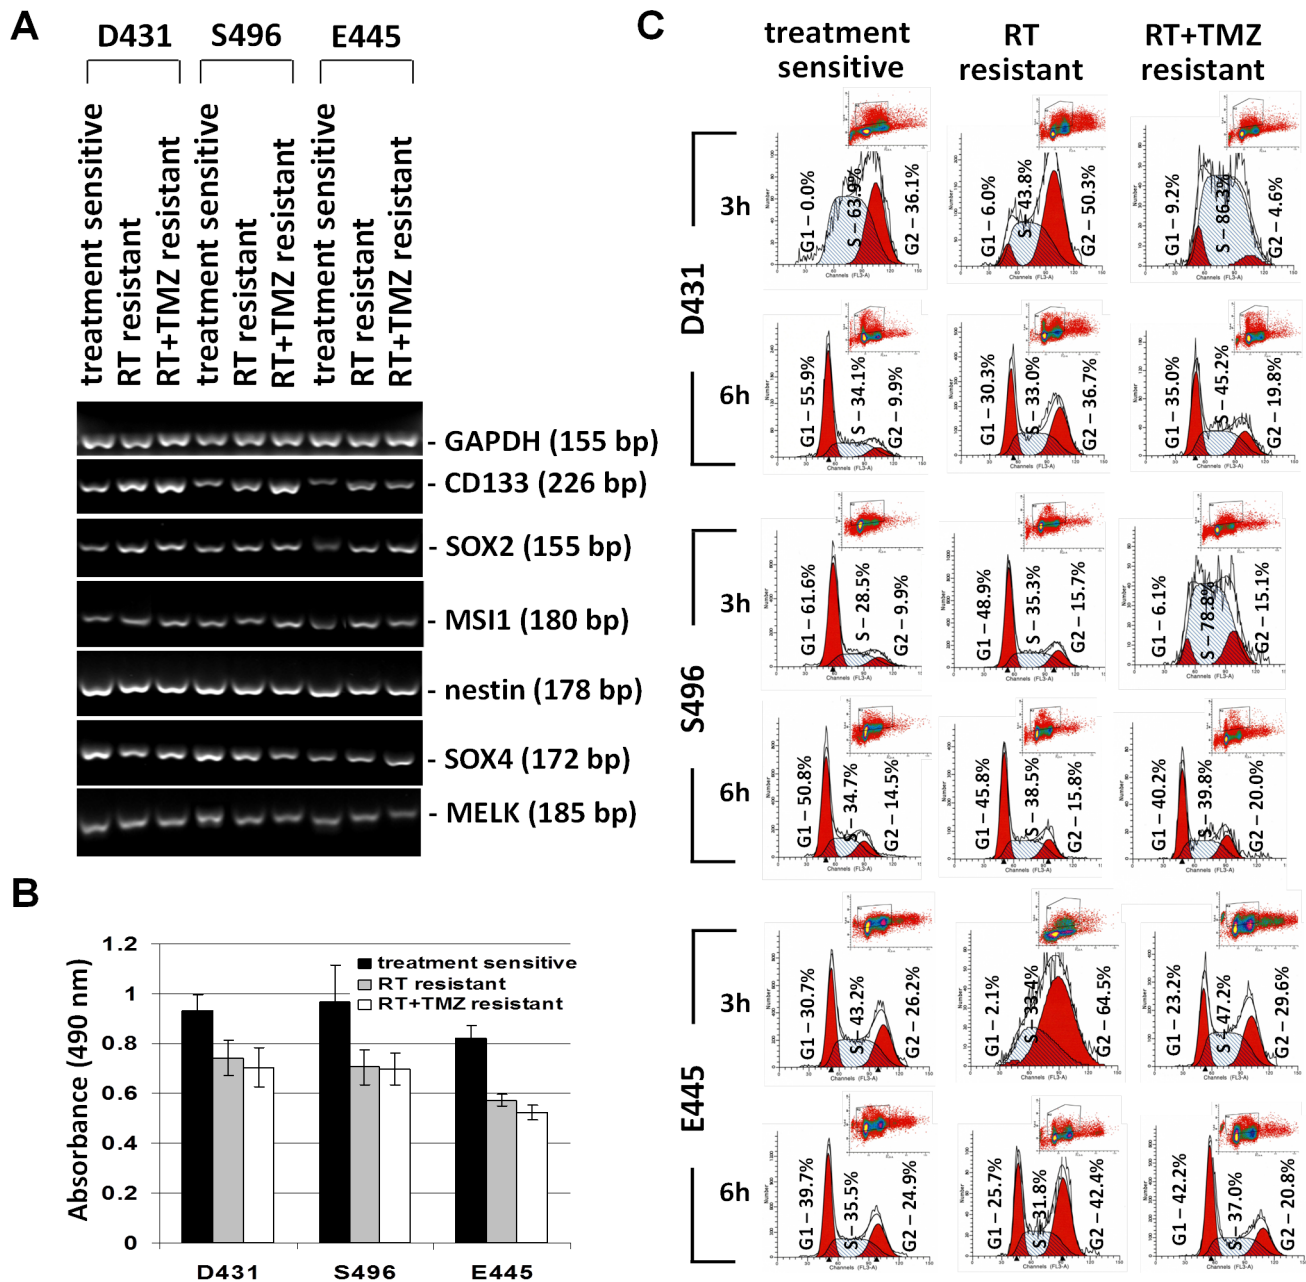 A
D431 S496 E445
treatment sensitive
RT resistant
RT+TMZ resistant
treatment sensitive
RT resistant
RT+TMZ resistant
treatment sensitive
RT resistant
RT+TMZ resistant
- GAPDH (155 bp)
- CD133 (226 bp)
- SOX2 (155 bp)
- MSI1 (180 bp)
- nestin (178 bp)
- SOX4 (172 bp)
- MELK (185 bp)
B
Absorbance (490 nm)
1.2
1
0.8
0.6
0.4
0.2
0
treatment sensitive
RT resistant
RT+TMZ resistant
D431 S496 E445
C
treatment
sensitive
RT
resistant
RT+TMZ
resistant
D431
3h
G1 – 0.0%
S – 63.9%
G2 – 36.1%
G1 – 6.0%
S – 43.8%
G2 – 50.3%
G1 – 9.2%
S – 86.3%
G2 – 4.6%
6h
G1 – 55.9%
S – 34.1%
G2 – 9.9%
G1 – 30.3%
S – 33.0%
G2 – 36.7%
G1 – 35.0%
S – 45.2%
G2 – 19.8%
S496
3h
G1 – 61.6%
S – 28.5%
G2 – 9.9%
G1 – 48.9%
S – 35.3%
G2 – 15.7%
G1 – 6.1%
S – 78.8%
G2 – 15.1%
6h
G1 – 50.8%
S – 34.7%
G2 – 14.5%
G1 – 45.8%
S – 38.5%
G2 – 15.8%
G1 – 40.2%
S – 39.8%
G2 – 20.0%
E445
3h
G1 – 30.7%
S – 43.2%
G2 – 26.2%
G1 – 2.1%
S – 33.4%
G2 – 64.5%
G1 – 23.2%
S – 47.2%
G2 – 29.6%
6h
G1 – 39.7%
S – 35.5%
G2 – 24.9%
G1 – 25.7%
S – 31.8%
G2 – 42.4%
G1 – 42.2%
S – 37.0%
G2 – 20.8%